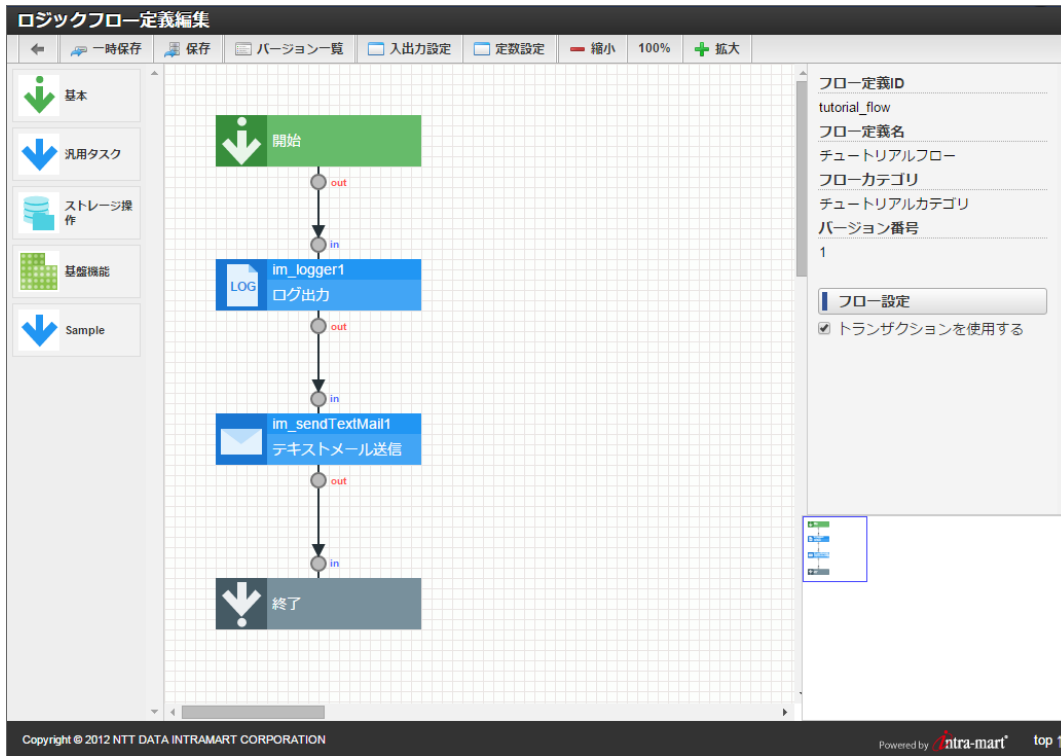 ロジックフロー定義編集
一時保存 保存 バージョン一覧 入出力設定 定数設定 縮小 100% 拡大
基本
汎用タスク
ストレージ操
作
基盤機能
Sample
開始
out
in
im_logger1
LOG
ログ出力
out
in
im_sendTextMail1
テキストメール送信
out
in
終了
フロー定義ID
tutorial_flow
フロー定義名
チュートリアルフロー
フローカテゴリ
チュートリアルカテゴリ
バージョン番号
1
フロー設定
トランザクションを使用する
Copyright © 2012 NTT DATA INTRAMART CORPORATION
Powered by intra-mart top